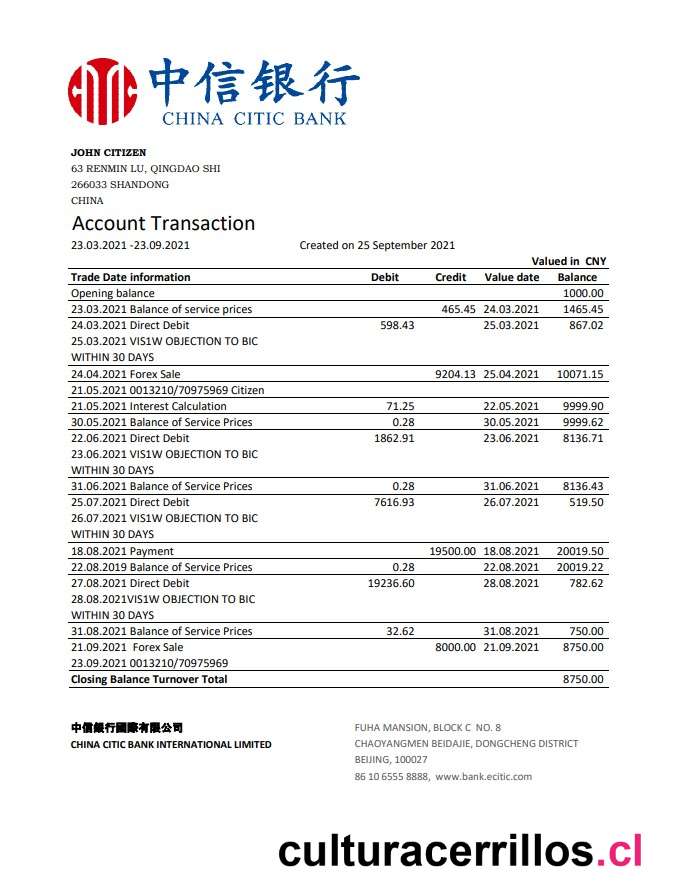 中信银行
CHINA CITIC BANK
JOHN CITIZEN
63 RENMIN LU, QINGDAO SHI
266033 SHANDONG
CHINA
Account Transaction
23.03.2021 -23.09.2021 Created on 25 September 2021
Valued in CNY
Trade Date information Debit Credit Value date Balance
Opening balance 1000.00
23.03.2021 Balance of service prices 465.45 24.03.2021 1465.45
24.03.2021 Direct Debit 598.43 25.03.2021 867.02
25.03.2021 VIS1W OBJECTION TO BIC
WITHIN 30 DAYS
24.04.2021 Forex Sale 9204.13 25.04.2021 10071.15
21.05.2021 0013210/70975969 Citizen
21.05.2021 Interest Calculation 71.25 22.05.2021 9999.90
30.05.2021 Balance of Service Prices 0.28 30.05.2021 9999.62
22.06.2021 Direct Debit 1862.91 23.06.2021 8136.71
23.06.2021 VIS1W OBJECTION TO BIC
WITHIN 30 DAYS
31.06.2021 Balance of Service Prices 0.28 31.06.2021 8136.43
25.07.2021 Direct Debit 7616.93 26.07.2021 519.50
26.07.2021 VIS1W OBJECTION TO BIC
WITHIN 30 DAYS
18.08.2021 Payment 19500.00 18.08.2021 20019.50
22.08.2019 Balance of Service Prices 0.28 22.08.2021 20019.22
27.08.2021 Direct Debit 19236.60 28.08.2021 782.62
28.08.2021VIS1W OBJECTION TO BIC
WITHIN 30 DAYS
31.08.2021 Balance of Service Prices 32.62 31.08.2021 750.00
21.09.2021 Forex Sale 8000.00 21.09.2021 8750.00
23.09.2021 0013210/70975969
Closing Balance Turnover Total 8750.00
中信銀行國際有限公司
CHINA CITIC BANK INTERNATIONAL LIMITED
FUHA MANSION, BLOCK C NO. 8
CHAOYANGMEN BEIDAJIE, DONGCHENG DISTRICT
BEIJING, 100027
86 10 6555 8888, www.bank.ecitic.com
culturacerrillos.cl